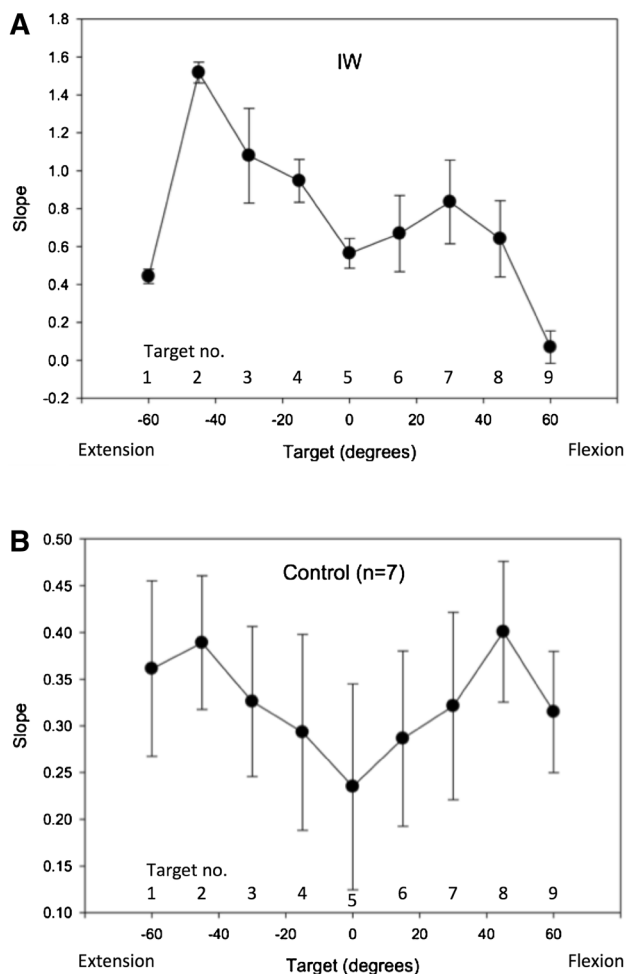 A
IW
Slope
1.8
1.6
1.4
1.2
1.0
0.8
0.6
0.4
0.2
0.0
-0.2
Target no.
1 2 3 4 5 6 7 8 9
-60 -40 -20 0 20 40 60
Extension Target (degrees) Flexion
B
Control (n=7)
Slope
0.50
0.45
0.40
0.35
0.30
0.25
0.20
0.15
0.10
Target no.
1 2 3 4 5 6 7 8 9
-60 -40 -20 0 20 40 60
Extension Target (degrees) Flexion